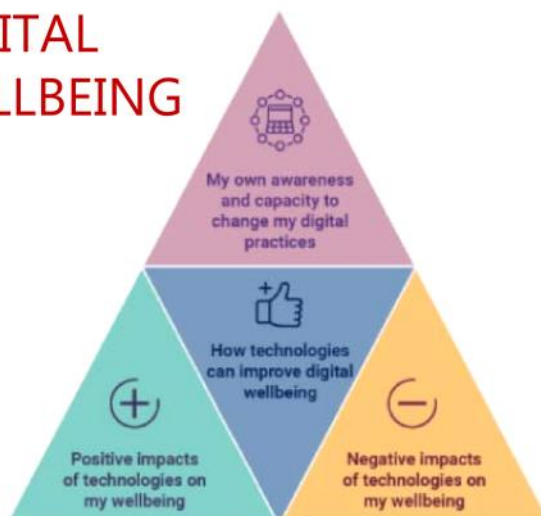 ITAL
LLBEING
My own awareness
and capacity to
change my digital
practices
How technologies
can improve digital
wellbeing
Positive impacts
of technologies on
my wellbeing
Negative impacts
of technologies on
my wellbeing